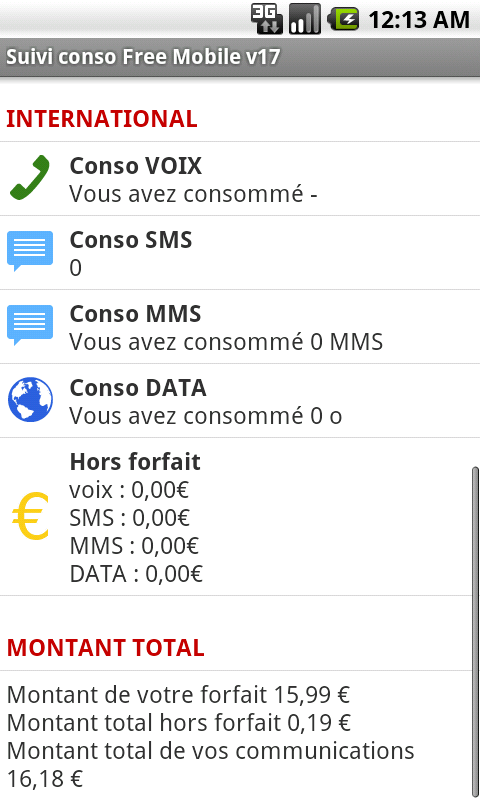 3G
12:13 AM
Suivi conso Free Mobile v17
INTERNATIONAL
Conso VOIX
Vous avez consommé -
Conso SMS
0
Conso MMS
Vous avez consommé 0 MMS
Conso DATA
Vous avez consommé 0 o
Hors forfait
€
voix : 0,00€
SMS : 0,00€
MMS : 0,00€
DATA : 0,00€
MONTANT TOTAL
Montant de votre forfait 15,99 €
Montant total hors forfait 0,19 €
Montant total de vos communications
16,18 €